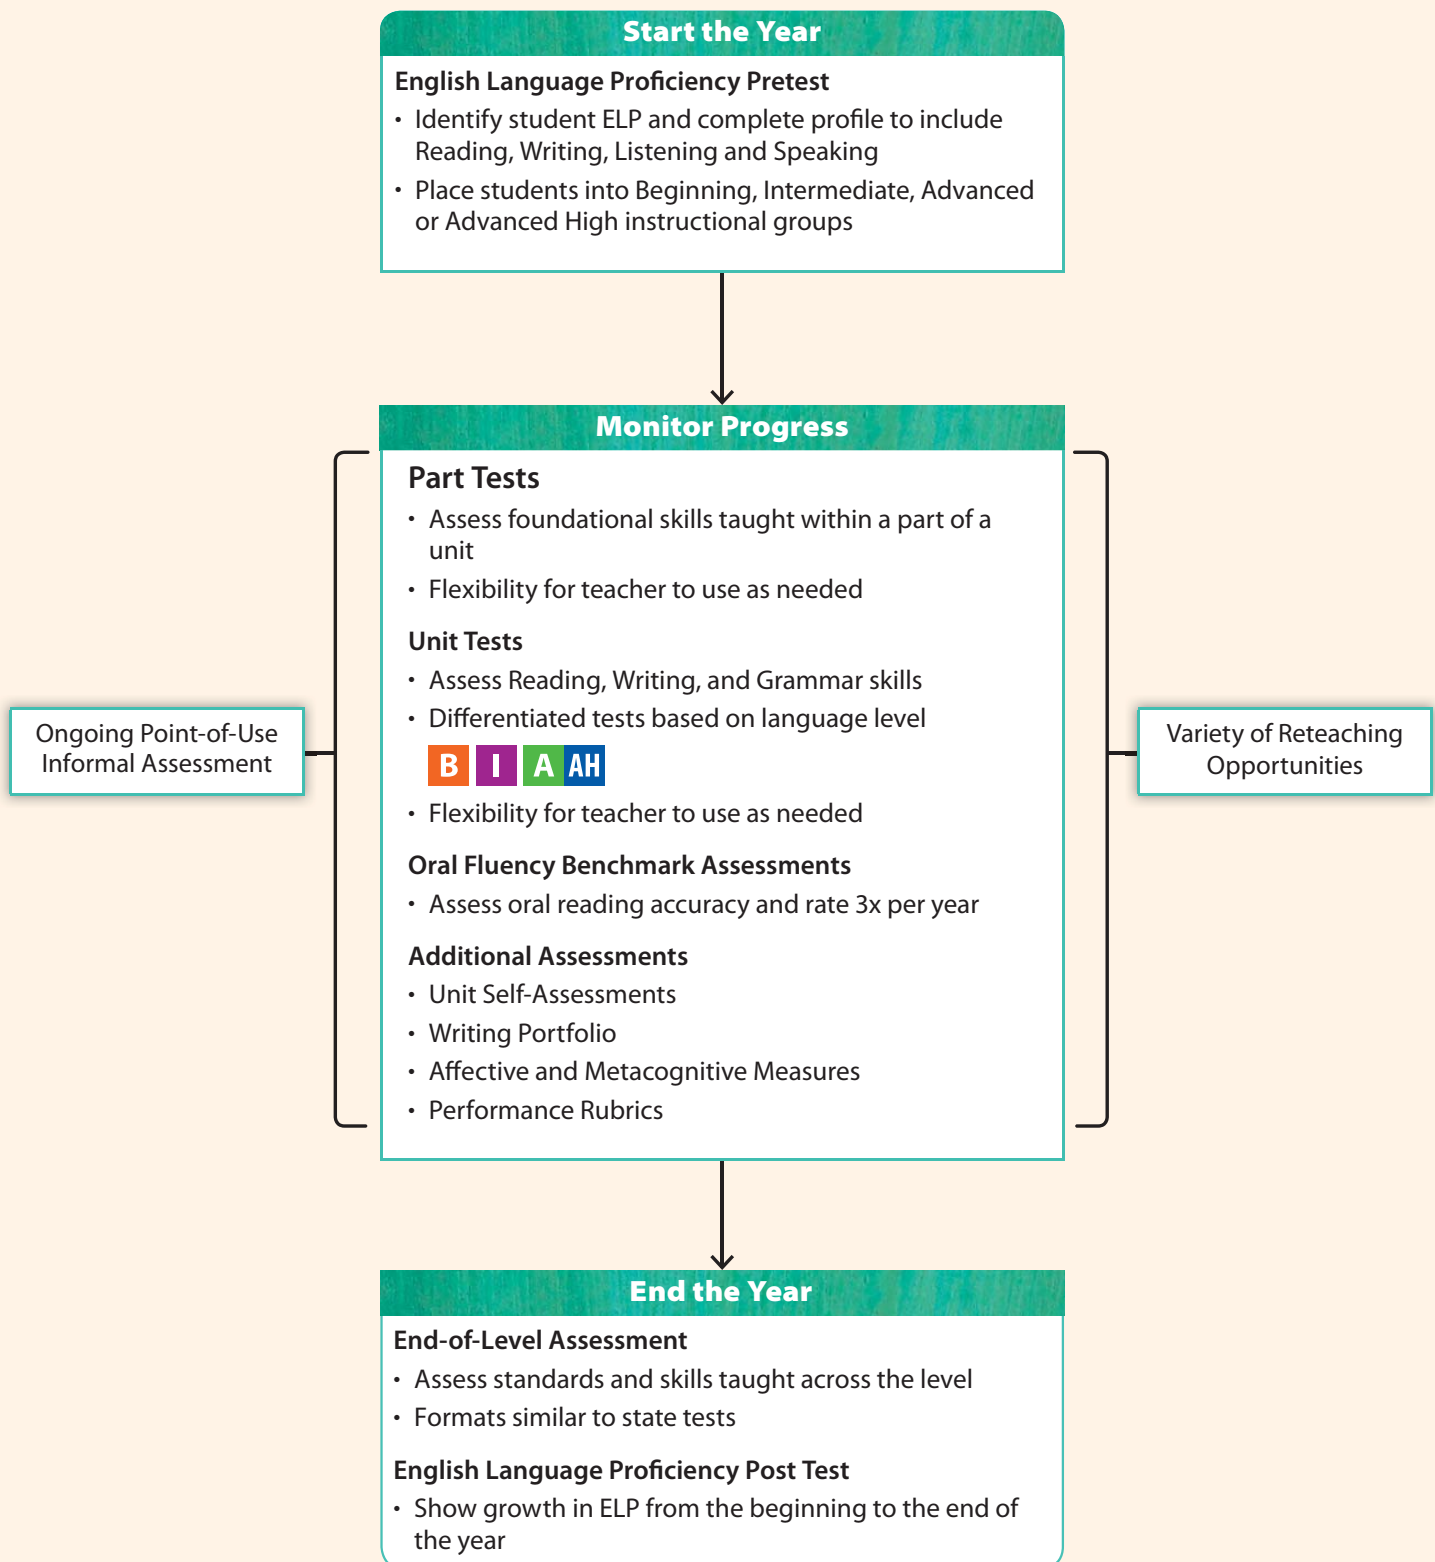 Start the Year
English Language Proficiency Pretest
• Identify student ELP and complete profile to include
Reading, Writing, Listening and Speaking
• Place students into Beginning, Intermediate, Advanced
or Advanced High instructional groups
Monitor Progress
Part Tests
• Assess foundational skills taught within a part of a
unit
• Flexibility for teacher to use as needed
Unit Tests
• Assess Reading, Writing, and Grammar skills
• Differentiated tests based on language level
B I A AH
• Flexibility for teacher to use as needed
Oral Fluency Benchmark Assessments
• Assess oral reading accuracy and rate 3x per year
Additional Assessments
• Unit Self-Assessments
• Writing Portfolio
• Affective and Metacognitive Measures
• Performance Rubrics
Ongoing Point-of-Use
Informal Assessment
Variety of Reteaching
Opportunities
End the Year
End-of-Level Assessment
• Assess standards and skills taught across the level
• Formats similar to state tests
English Language Proficiency Post Test
• Show growth in ELP from the beginning to the end of
the year